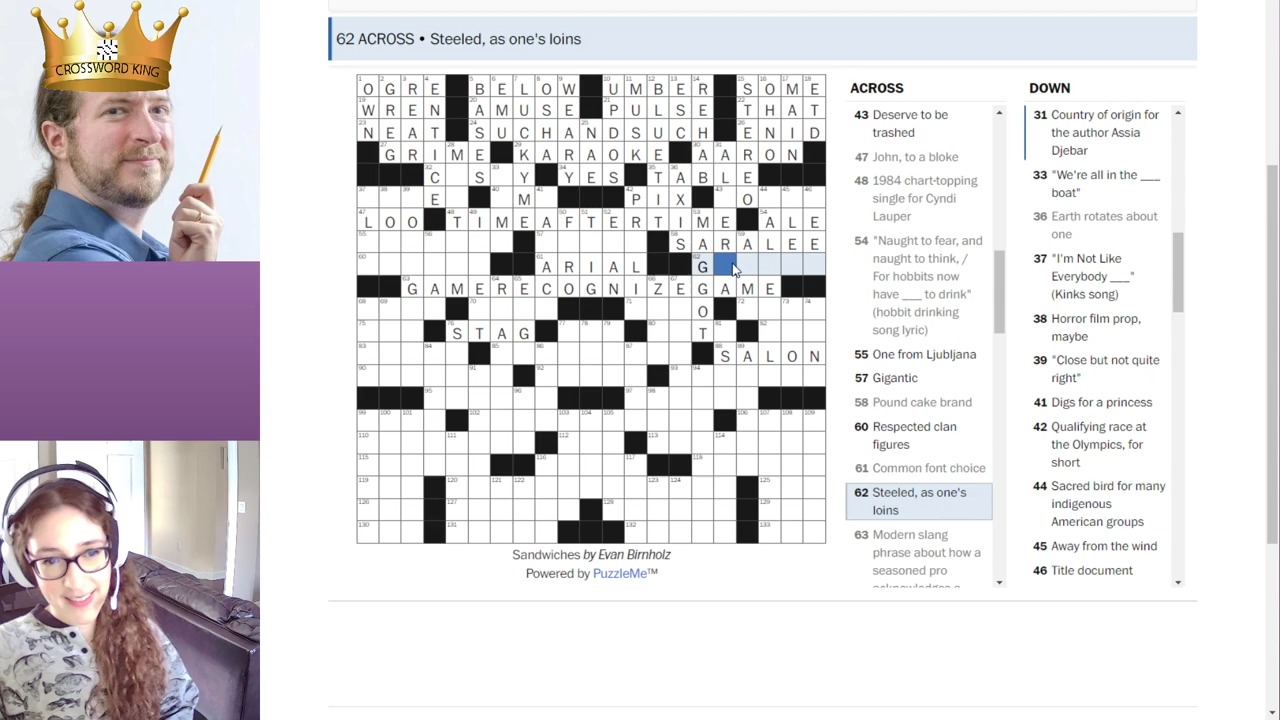 CROSSWORD KING
62 ACROSS • Steeled, as one's loins
OGRE BELOW UMBER SOME
WREN AMUSE PULSE THAT
NEAT SUCHANDSUCH ENID
GRIME KARAOKE AARON
C S Y YES TABLE
E M PIX O
LOO TIMEAFTERTIME ALE
SARALEE
ARIAL G
GAMERECOGNIZEGAME
O
STAG T
SALON
Sandwiches by Evan Birnholz
Powered by PuzzleMe™
ACROSS
43 Deserve to be
trashed
47 John, to a bloke
48 1984 chart-topping
single for Cyndi
Lauper
54 "Naught to fear, and
naught to think, /
For hobbits now
have ___ to drink"
(hobbit drinking
song lyric)
55 One from Ljubljana
57 Gigantic
58 Pound cake brand
60 Respected clan
figures
61 Common font choice
62 Steeled, as one's
loins
63 Modern slang
phrase about how a
seasoned pro
acknowledges a
DOWN
31 Country of origin for
the author Assia
Djebar
33 "We're all in the ___
boat"
36 Earth rotates about
one
37 "I'm Not Like
Everybody ___"
(Kinks song)
38 Horror film prop,
maybe
39 "Close but not quite
right"
41 Digs for a princess
42 Qualifying race at
the Olympics, for
short
44 Sacred bird for many
indigenous
American groups
45 Away from the wind
46 Title document